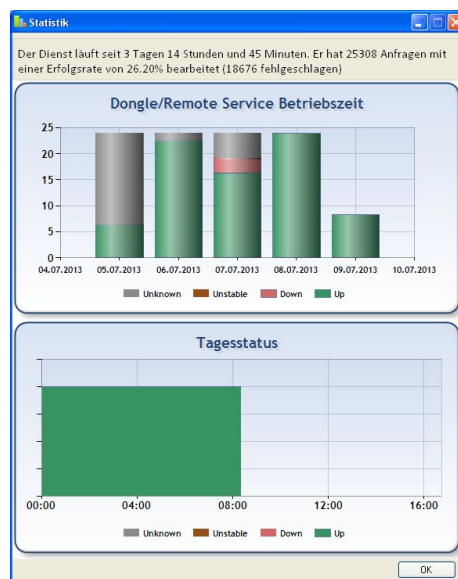 Statistik
Der Dienst läuft seit 3 Tagen 14 Stunden und 45 Minuten. Er hat 25308 Anfragen mit
einer Erfolgsrate von 26.20% bearbeitet (18676 fehlgeschlagen)
Dongle/Remote Service Betriebszeit
25
20
15
10
5
0
04.07.2013 05.07.2013 06.07.2013 07.07.2013 08.07.2013 09.07.2013 10.07.2013
Unknown Unstable Down Up
Tagesstatus
00:00 04:00 08:00 12:00 16:00
Unknown Unstable Down Up
OK